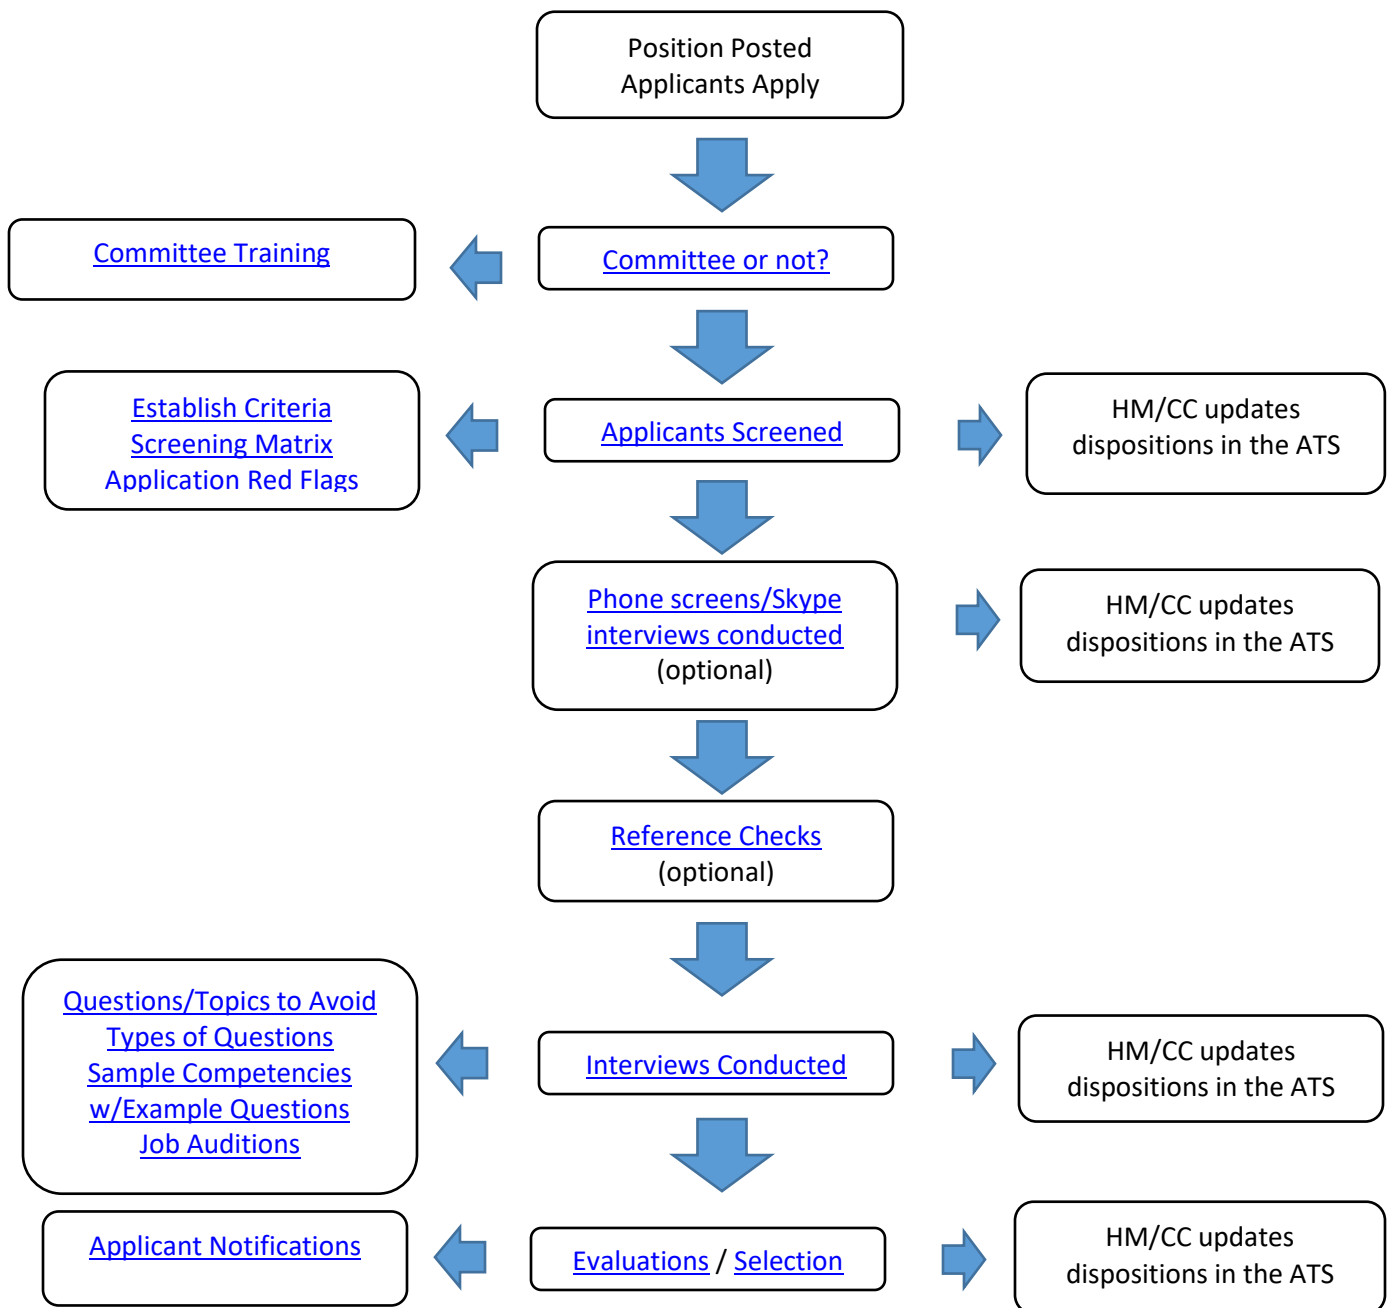 Position Posted
Applicants Apply
Committee Training
Committee or not?
Establish Criteria
Screening Matrix
Application Red Flags
Applicants Screened
HM/CC updates
dispositions in the ATS
Phone screens/Skype
interviews conducted
(optional)
HM/CC updates
dispositions in the ATS
Reference Checks
(optional)
Questions/Topics to Avoid
Types of Questions
Sample Competencies
w/Example Questions
Job Auditions
Interviews Conducted
HM/CC updates
dispositions in the ATS
Applicant Notifications
Evaluations / Selection
HM/CC updates
dispositions in the ATS